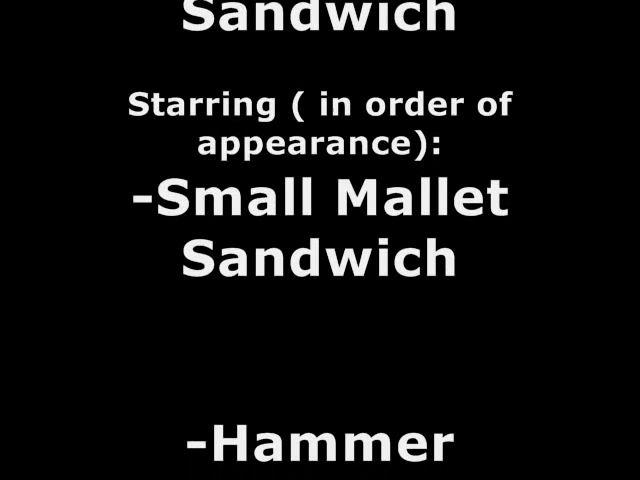 Sandwich
Starring ( in order of
appearance):
-Small Mallet
Sandwich
-Hammer